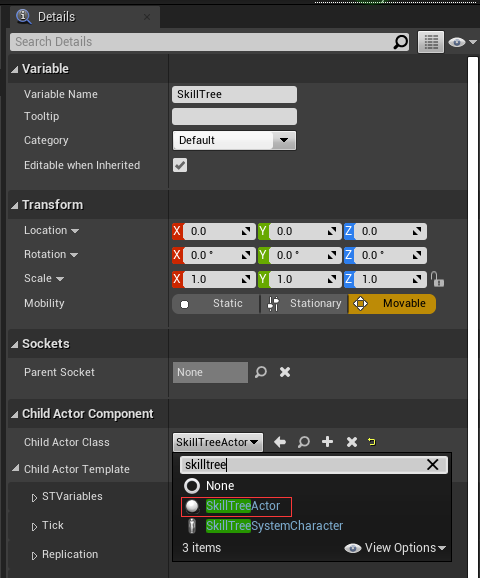 Details
Search Details
Variable
Variable Name SkillTree
Tooltip
Category Default
Editable when Inherited
Transform
Location X 0.0 Y 0.0 Z 0.0
Rotation X 0.0 ° Y 0.0 ° Z 0.0 °
Scale X 1.0 Y 1.0 Z 1.0
Mobility Static Stationary Movable
Sockets
Parent Socket None
Child Actor Component
Child Actor Class SkillTreeActor
skilltree
Child Actor Template
None
STVariables
SkillTreeActor
Tick
SkillTreeSystemCharacter
Replication
3 items View Options